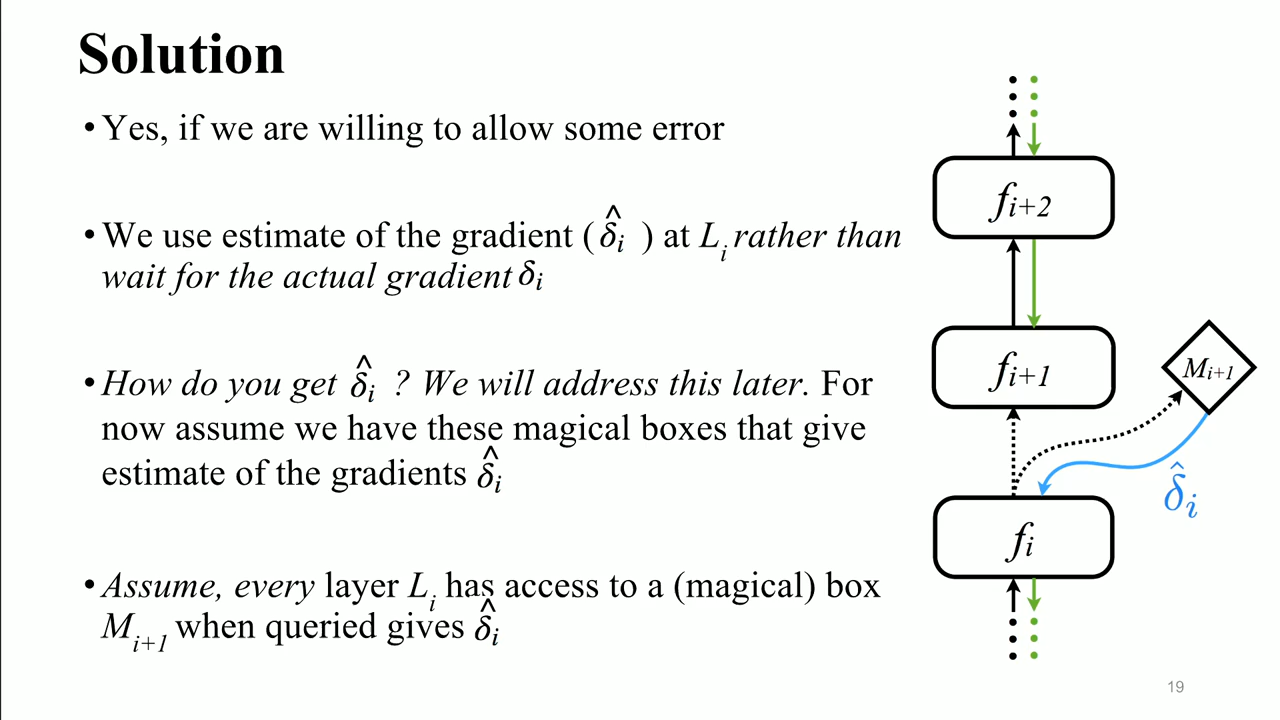 Solution
• Yes, if we are willing to allow some error
• We use estimate of the gradient ( δ̂ᵢ ) at Lᵢ rather than
wait for the actual gradient δᵢ
• How do you get δ̂ᵢ ? We will address this later. For
now assume we have these magical boxes that give
estimate of the gradients δ̂ᵢ
• Assume, every layer Lᵢ has access to a (magical) box
Mᵢ₊₁ when queried gives δ̂ᵢ
fᵢ₊₂
fᵢ₊₁
Mᵢ₊₁
δ̂ᵢ
fᵢ
19